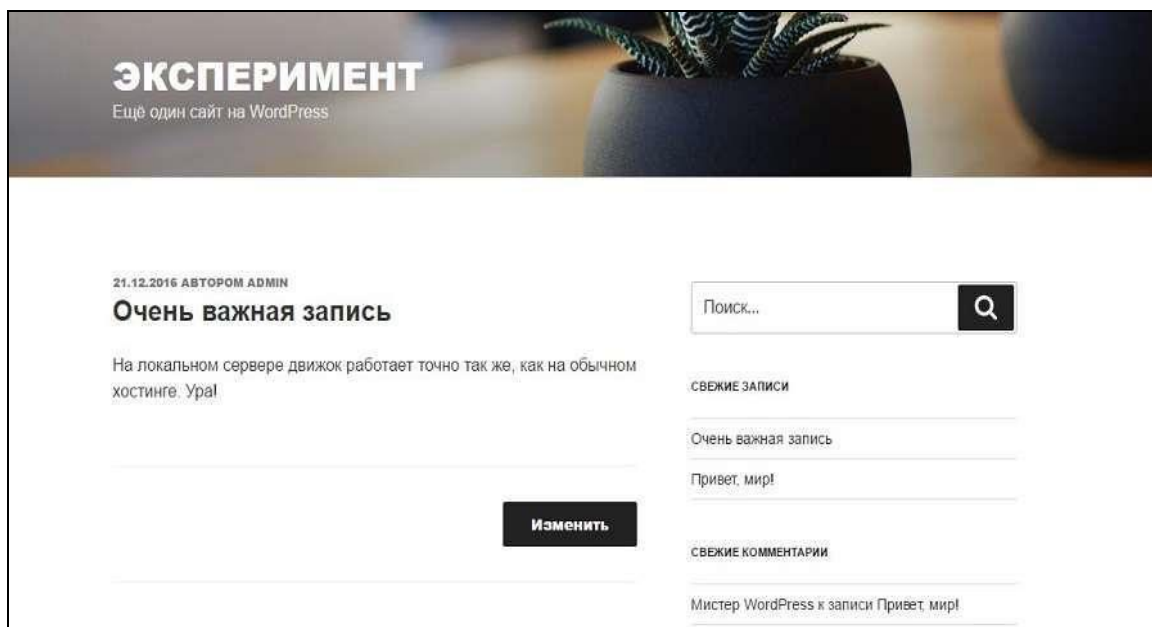 ЭКСПЕРИМЕНТ
Ещё один сайт на WordPress
21.12.2016 АВТОРОМ ADMIN
Очень важная запись
На локальном сервере движок работает точно так же, как на обычном
хостинге. Ура!
Изменить
Поиск...
СВЕЖИЕ ЗАПИСИ
Очень важная запись
Привет, мир!
СВЕЖИЕ КОММЕНТАРИИ
Мистер WordPress к записи Привет, мир!